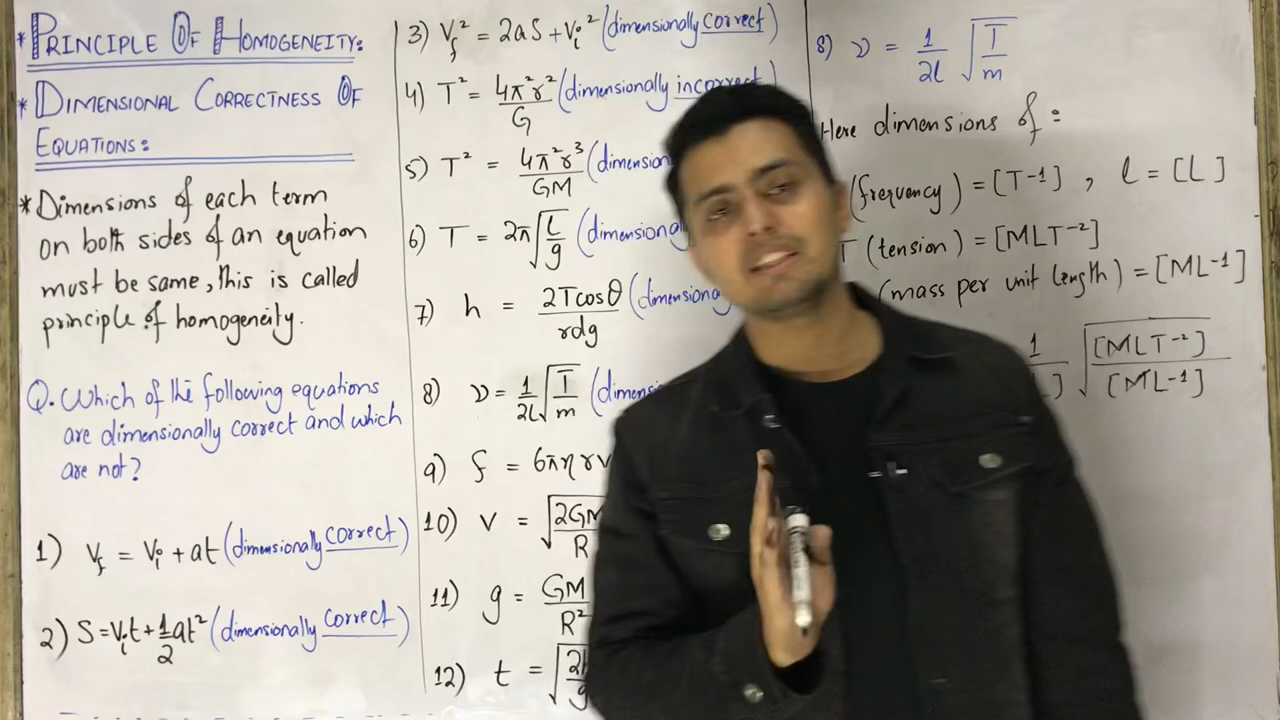 * PRINCIPLE OF HOMOGENEITY:
* DIMENSIONAL CORRECTNESS OF
EQUATIONS:
* Dimensions of each term
on both sides of an equation
must be same, this is called
principle of homogeneity.
Q. Which of the following equations
are dimensionally correct and which
are not?
1) V_f = V_i + at (dimensionally correct)
2) S = V_i t + 1/2 at² (dimensionally correct)
3) V_f² = 2aS + V_i² (dimensionally correct)
4) T² = 4π²r²/G (dimensionally incorrect)
5) T² = 4π²r³/GM (dimension
6) T = 2π√(L/g) (dimensional
7) h = 2Tcosθ/rdg (dimensiona
8) ν = 1/2l √(T/m) (dimensi
9) f = 6πηrv
10) v = √(2GM/R
11) g = GM/R²
12) t = √(2h/g
8) ν = 1/2l √(T/m)
Here dimensions of :
(frequency) = [T⁻¹] , l = [L]
T (tension) = [MLT⁻²]
(mass per unit length) = [ML⁻¹]
1/ ] √([MLT⁻²]/[ML⁻¹])